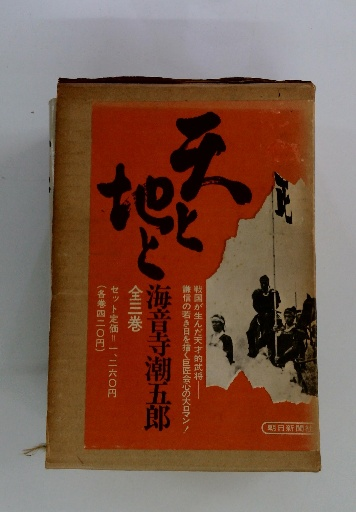 天と
地と
全三巻
海音寺潮五郎
セット定価=一、二六〇円
(各巻四二〇円)
戦国が生んだ天才的武将——
謙信の若き日を描く巨匠会心の大ロマン!
朝日新聞社